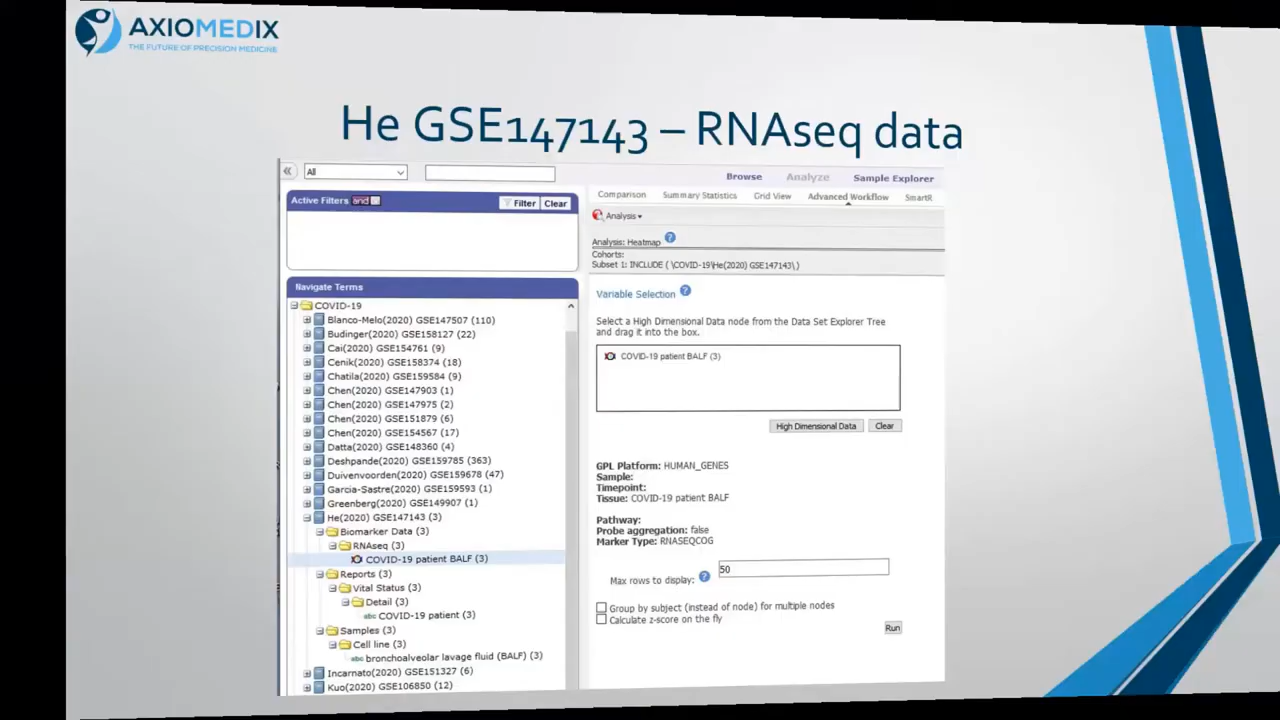 AXIOMEDIX
THE FUTURE OF PRECISION MEDICINE
He GSE147143 – RNAseq data
All
Browse Analyze Sample Explorer
Active Filters and
Filter Clear
Comparison Summary Statistics Grid View Advanced Workflow SmartR
Analysis
Analysis: Heatmap
Cohorts:
Subset 1: INCLUDE ( \COVID-19\He(2020) GSE147143\ )
Navigate Terms
COVID-19
Blanco-Melo(2020) GSE147507 (110)
Budinger(2020) GSE158127 (22)
Cai(2020) GSE154761 (9)
Cenik(2020) GSE158374 (18)
Chatila(2020) GSE159584 (9)
Chen(2020) GSE147903 (1)
Chen(2020) GSE147975 (2)
Chen(2020) GSE151879 (6)
Chen(2020) GSE154567 (17)
Datta(2020) GSE148360 (4)
Deshpande(2020) GSE159785 (363)
Duivenvoorden(2020) GSE159678 (47)
Garcia-Sastre(2020) GSE159593 (1)
Greenberg(2020) GSE149907 (1)
He(2020) GSE147143 (3)
Biomarker Data (3)
RNAseq (3)
COVID-19 patient BALF (3)
Reports (3)
Vital Status (3)
Detail (3)
abc COVID-19 patient (3)
Samples (3)
Cell line (3)
abc bronchoalveolar lavage fluid (BALF) (3)
Incarnato(2020) GSE151327 (6)
Kuo(2020) GSE106850 (12)
Variable Selection
Select a High Dimensional Data node from the Data Set Explorer Tree
and drag it into the box.
COVID-19 patient BALF (3)
High Dimensional Data Clear
GPL Platform: HUMAN_GENES
Sample:
Timepoint:
Tissue: COVID-19 patient BALF
Pathway:
Probe aggregation: false
Marker Type: RNASEQCOG
Max rows to display: 50
Group by subject (instead of node) for multiple nodes
Calculate z-score on the fly
Run